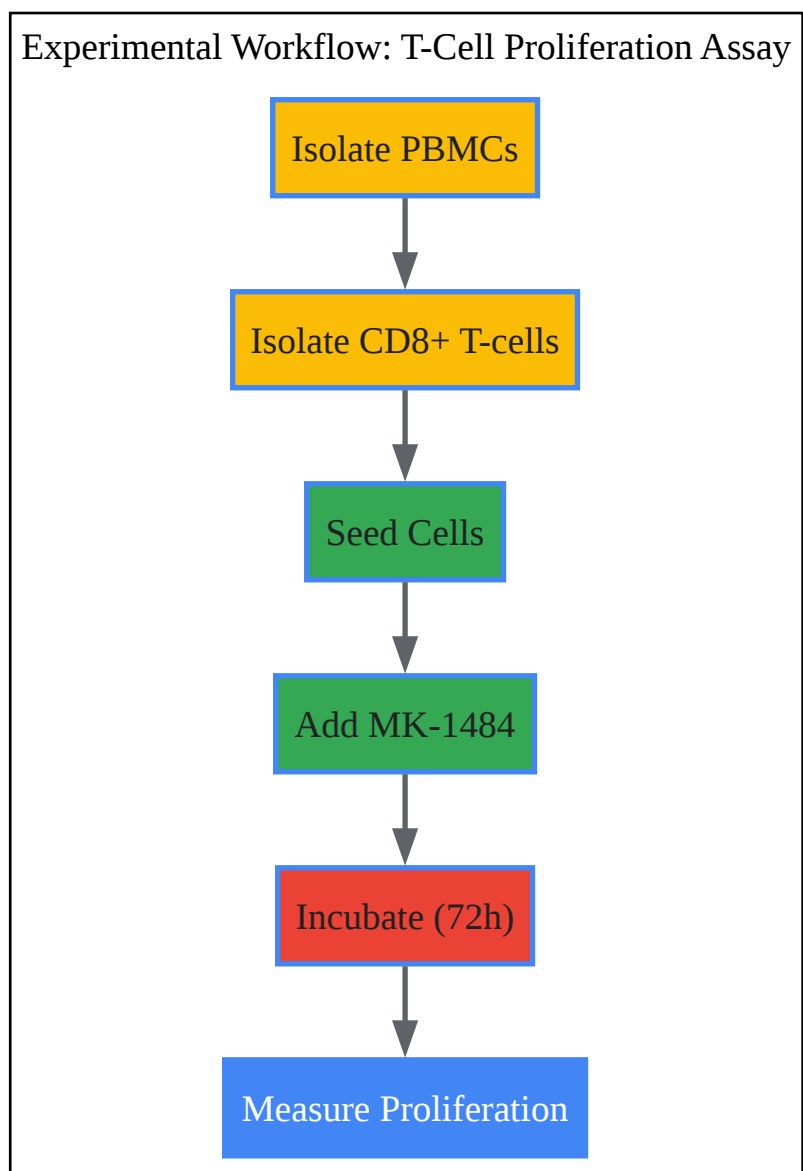 Experimental Workflow: T-Cell Proliferation Assay
Isolate PBMCs
Isolate CD8+ T-cells
Seed Cells
Add MK-1484
Incubate (72h)
Measure Proliferation